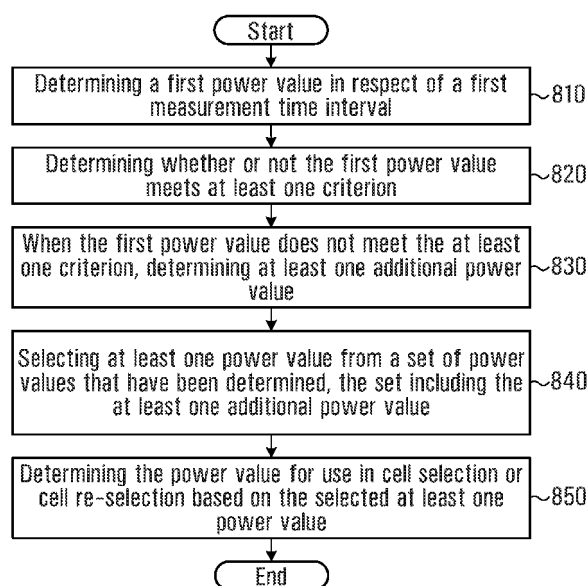 Start
Determining a first power value in respect of a first
measurement time interval
810
Determining whether or not the first power value
meets at least one criterion
820
When the first power value does not meet the at least
one criterion, determining at least one additional power
value
830
Selecting at least one power value from a set of power
values that have been determined, the set including the
at least one additional power value
840
Determining the power value for use in cell selection or
cell re-selection based on the selected at least one
power value
850
End